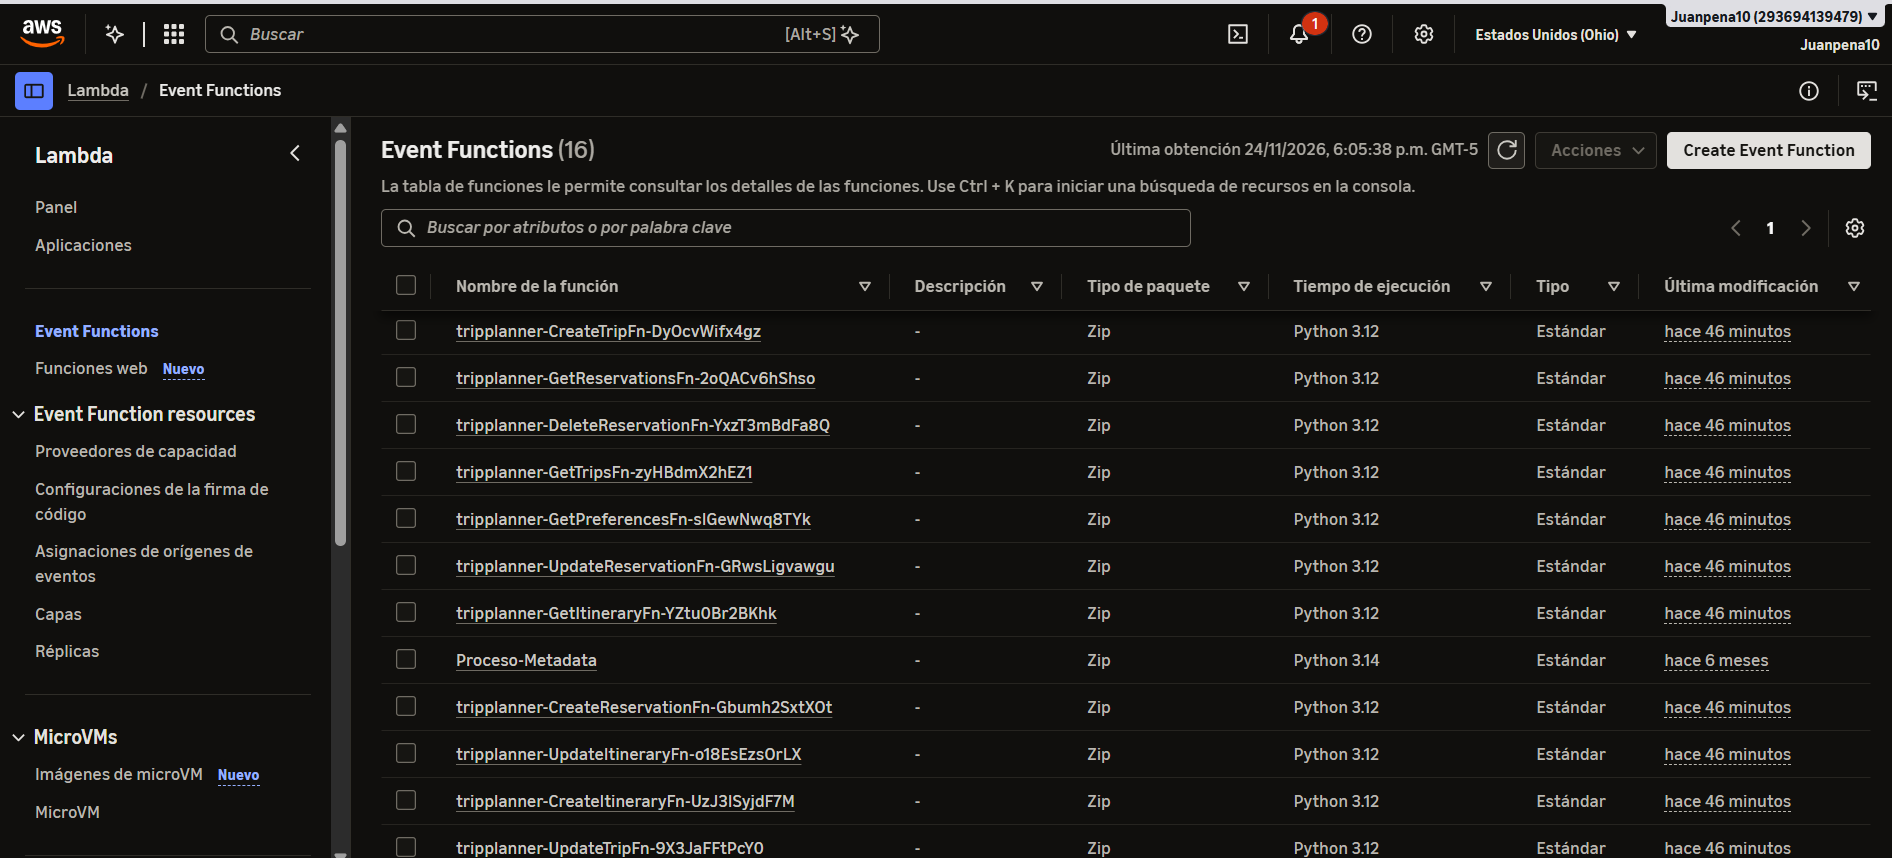 aws
Buscar
[Alt+S]
1
Estados Unidos (Ohio)
Juanpena10 (293694139479)
Juanpena10
Lambda / Event Functions
Lambda
Panel
Aplicaciones
Event Functions
Funciones web Nuevo
Event Function resources
Proveedores de capacidad
Configuraciones de la firma de
código
Asignaciones de orígenes de
eventos
Capas
Réplicas
MicroVMs
Imágenes de microVM Nuevo
MicroVM
Event Functions (16)
Última obtención 24/11/2026, 6:05:38 p.m. GMT-5
Acciones
Create Event Function
La tabla de funciones le permite consultar los detalles de las funciones. Use Ctrl + K para iniciar una búsqueda de recursos en la consola.
Buscar por atributos o por palabra clave
1
Nombre de la función Descripción Tipo de paquete Tiempo de ejecución Tipo Última modificación
tripplanner-CreateTripFn-DyOcvWifx4gz - Zip Python 3.12 Estándar hace 46 minutos
tripplanner-GetReservationsFn-2oQACv6hShso - Zip Python 3.12 Estándar hace 46 minutos
tripplanner-DeleteReservationFn-YxzT3mBdFa8Q - Zip Python 3.12 Estándar hace 46 minutos
tripplanner-GetTripsFn-zyHBdmX2hEZ1 - Zip Python 3.12 Estándar hace 46 minutos
tripplanner-GetPreferencesFn-slGewNwq8TYk - Zip Python 3.12 Estándar hace 46 minutos
tripplanner-UpdateReservationFn-GRwsLigvawgu - Zip Python 3.12 Estándar hace 46 minutos
tripplanner-GetItineraryFn-YZtu0Br2BKhk - Zip Python 3.12 Estándar hace 46 minutos
Proceso-Metadata - Zip Python 3.14 Estándar hace 6 meses
tripplanner-CreateReservationFn-Gbumh2SxtXOt - Zip Python 3.12 Estándar hace 46 minutos
tripplanner-UpdateItineraryFn-o18EsEzsOrLX - Zip Python 3.12 Estándar hace 46 minutos
tripplanner-CreateItineraryFn-UzJ3ISyjdF7M - Zip Python 3.12 Estándar hace 46 minutos
tripplanner-UpdateTripFn-9X3JaFFtPcY0 - Zip Python 3.12 Estándar hace 46 minutos